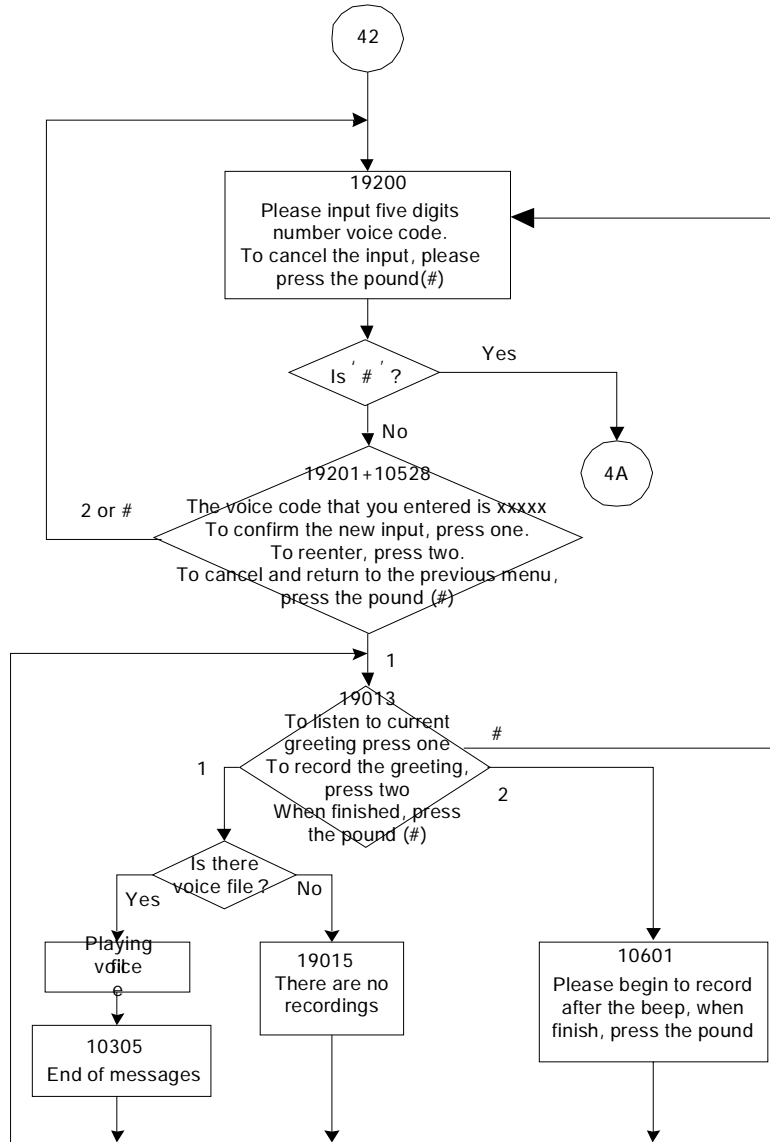 42
19200
Please input five digits
number voice code.
To cancel the input, please
press the pound(#)
Is '#' ?
Yes
No
4A
19201+10528
The voice code that you entered is xxxxx
To confirm the new input, press one.
To reenter, press two.
To cancel and return to the previous menu,
press the pound (#)
2 or #
1
19013
To listen to current
greeting press one
To record the greeting,
press two
When finished, press
the pound (#)
#
1
2
Is there
voice file ?
Yes
No
Playing
voice
file
10305
End of messages
19015
There are no
recordings
10601
Please begin to record
after the beep, when
finish, press the pound